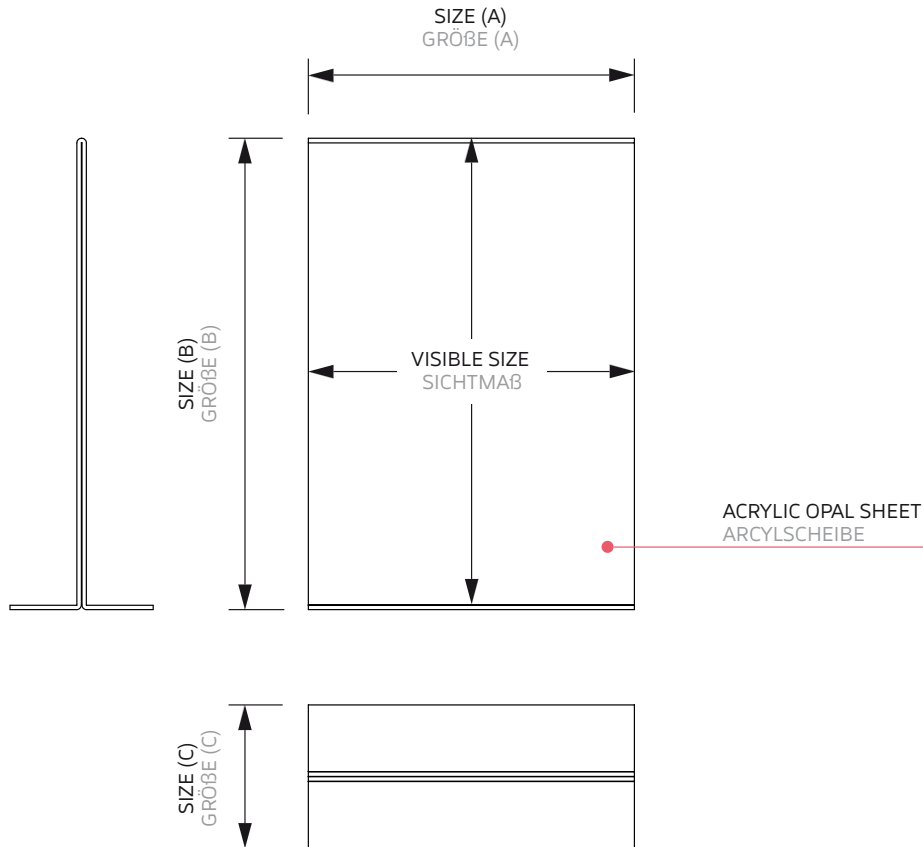 SIZE (A)
GRÖßE (A)
SIZE (B)
GRÖßE (B)
VISIBLE SIZE
SICHTMAß
ACRYLIC OPAL SHEET
ARCYLSCHEIBE
SIZE (C)
GRÖßE (C)